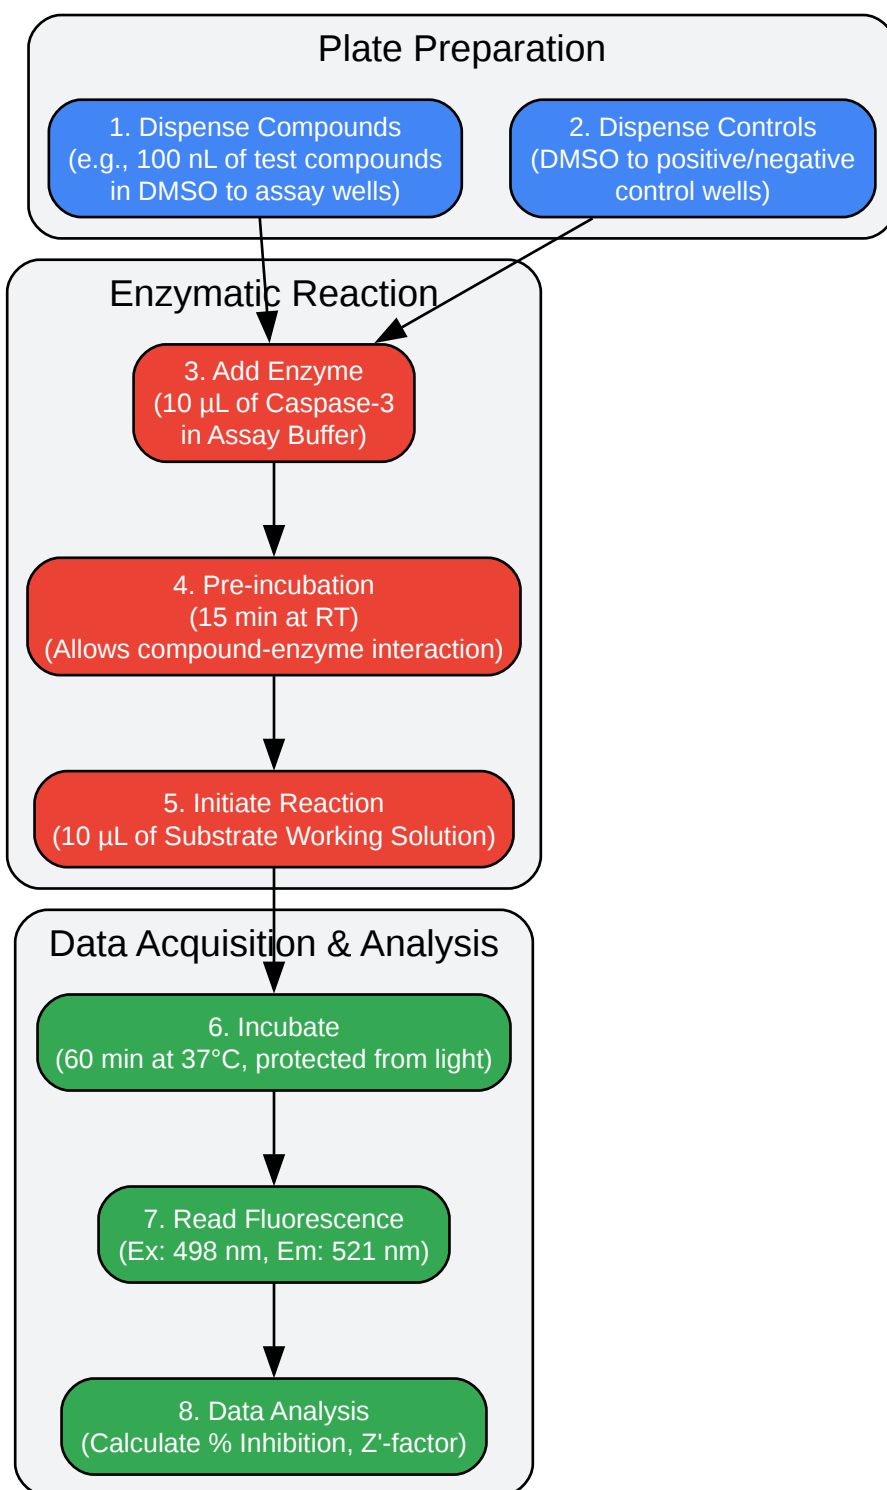 Plate Preparation
1. Dispense Compounds
(e.g., 100 nL of test compounds
in DMSO to assay wells)
2. Dispense Controls
(DMSO to positive/negative
control wells)
Enzymatic Reaction
3. Add Enzyme
(10 µL of Caspase-3
in Assay Buffer)
4. Pre-incubation
(15 min at RT)
(Allows compound-enzyme interaction)
5. Initiate Reaction
(10 µL of Substrate Working Solution)
Data Acquisition & Analysis
6. Incubate
(60 min at 37°C, protected from light)
7. Read Fluorescence
(Ex: 498 nm, Em: 521 nm)
8. Data Analysis
(Calculate % Inhibition, Z'-factor)